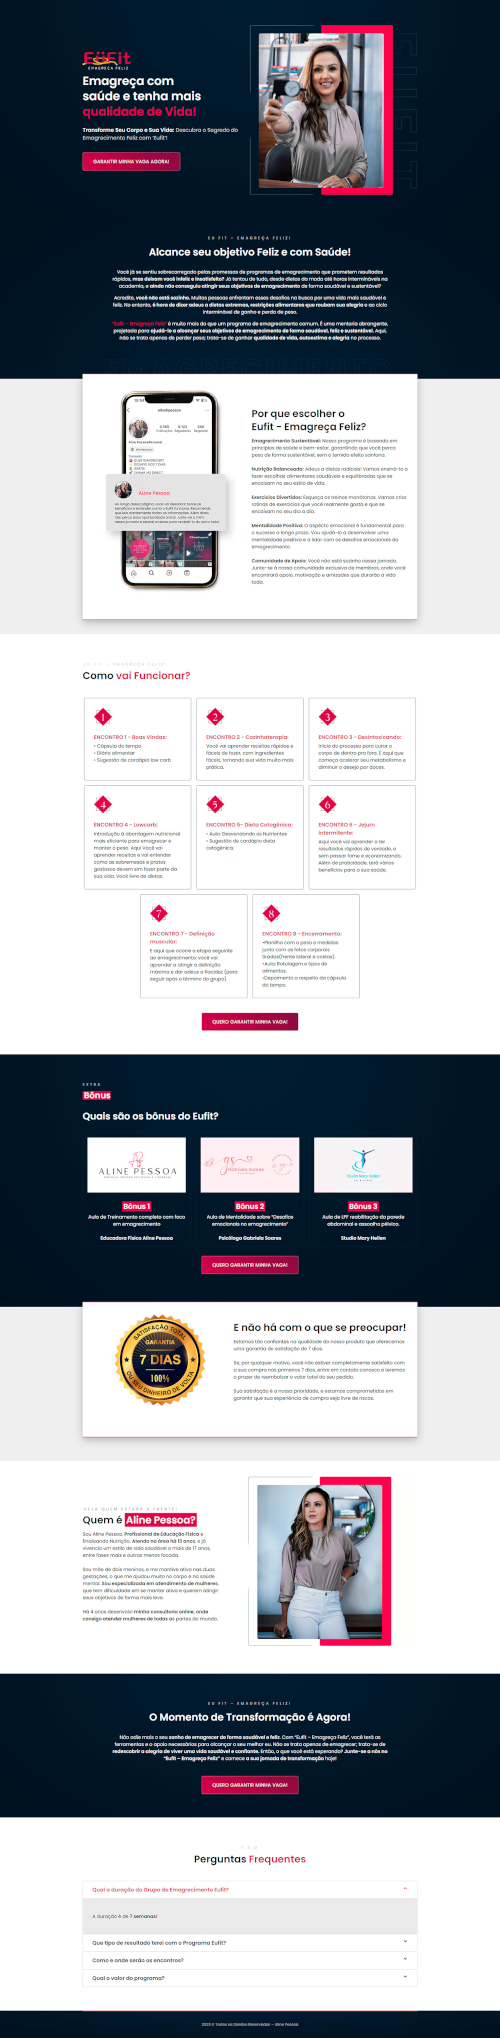 EüFit
EMAGREÇA FELIZ
Emagreça com
saúde e tenha mais
qualidade de Vida!
Transforme Seu Corpo e Sua Vida: Descubra o Segredo do
Emagrecimento Feliz com "Eufit"!
GARANTIR MINHA VAGA AGORA!
EUFIT
EU FIT - EMAGREÇA FELIZ!
Alcance seu objetivo Feliz e com Saúde!
Você já se sentiu sobrecarregado pelas promessas de programas de emagrecimento que prometem resultados
rápidos, mas deixam você infeliz e insatisfeito? Já tentou de tudo, desde dietas da moda até horas intermináveis na
academia, e ainda não conseguiu atingir seus objetivos de emagrecimento de forma saudável e sustentável?
Acredite, você não está sozinho. Muitas pessoas enfrentam esses desafios na busca por uma vida mais saudável e
feliz. No entanto, é hora de dizer adeus a dietas extremas, restrições alimentares que roubam sua alegria e ao ciclo
interminável de ganho e perda de peso.
"Eufit - Emagreça Feliz" é muito mais do que um programa de emagrecimento comum. É uma mentoria abrangente,
projetada para ajudá-lo a alcançar seus objetivos de emagrecimento de forma saudável, feliz e sustentável. Aqui,
não se trata apenas de perder peso; trata-se de ganhar qualidade de vida, autoestima e alegria no processo.
EMAGRECIMENTO
alinehpessoa
Aline Pessoa
Por que escolher o
Eufit - Emagreça Feliz?
Emagrecimento Sustentável: Nosso programa é baseado em
princípios de saúde e bem-estar, garantindo que você perca
peso de forma sustentável, sem o temido efeito sanfona.
Nutrição Balanceada: Adeus a dietas radicais! Vamos ensiná-lo a
fazer escolhas alimentares saudáveis e equilibradas que se
encaixam no seu estilo de vida.
Exercícios Divertidos: Esqueça os treinos monótonos. Vamos criar
rotinas de exercícios que você realmente gosta e que se
encaixam no seu dia a dia.
Mentalidade Positiva: O aspecto emocional é fundamental para
o sucesso a longo prazo. Vou ajudá-lo a desenvolver uma
mentalidade positiva e a lidar com os desafios emocionais do
emagrecimento.
Comunidade de Apoio: Você não está sozinho nessa jornada.
Junte-se à nossa comunidade exclusiva de membros, onde você
encontrará apoio, motivação e amizades que durarão a vida
toda.
EU FIT - EMAGREÇA FELIZ!
Como vai Funcionar?
1
ENCONTRO 1 - Boas Vindas:
• Cápsula do tempo
• Diário alimentar
• Sugestão de cardápio low carb
2
ENCONTRO 2 - Cozinhaterapia:
Você vai aprender receitas rápidas e
fáceis de fazer, com ingredientes
fáceis, tornando sua vida muito mais
prática.
3
ENCONTRO 3 - Desintoxicando:
Início do processo para curar o
corpo de dentro pra fora. É aqui que
começa acelerar seu metabolismo e
diminuir o desejo por doces.
4
ENCONTRO 4 - Lowcarb:
Introdução à abordagem nutricional
mais eficiente para emagrecer e
manter o peso. Aqui Você vai
aprender receitas e vai entender
como as sobremesas e pratos
gostosos devem sim fazer parte da
sua vida, Você livre de dietas.
5
ENCONTRO 5- Dieta Catogênica:
• Aula: Desvendando os Nutrientes
• Sugestão de cardápio dieta
catogênica.
6
ENCONTRO 6 - Jejum
Intermitente:
Aqui você vai aprender a ter
resultados rápidos de verdade, e
sem passar fome e economizando.
Além de praticidade, terá vários
benefícios para a sua saúde.
7
ENCONTRO 7 - Definição
muscular:
É aqui que ocorre a etapa seguinte
ao emagrecimento: você vai
aprender a atingir a definição
máxima e dar adeus a flacidez (para
seguir após o término do grupo)
8
ENCONTRO 8 - Encerramento:
•Planilha com o peso e medidas
junto com as fotos corporais
tiradas(frente lateral e costas).
•Aula: Rotulagem e tipos de
alimentos.
•Depoimento a respeito da cápsula
do tempo.
QUERO GARANTIR MINHA VAGA!
EXTRA
Bônus
Quais são os bônus do Eufit?
ALINE PESSOA
Gabriela Soares
Studio Mary Hellen
Bônus 1
Aula de Treinamento completo com foco
em emagrecimento
Educadora Física Aline Pessoa
Bônus 2
Aula de Mentalidade sobre "Desafios
emocionais no emagrecimento"
Psicóloga Gabriela Soares
Bônus 3
Aula de LPF reabilitação da parede
abdominal e assoalho pélvico.
Studio Mary Hellen
QUERO GARANTIR MINHA VAGA!
SATISFAÇÃO TOTAL
GARANTIA
7 DIAS
100%
OU SEU DINHEIRO DE VOLTA
E não há com o que se preocupar!
Estamos tão confiantes na qualidade do nosso produto que oferecemos
uma garantia de satisfação de 7 dias.
Se, por qualquer motivo, você não estiver completamente satisfeito com
a sua compra nos primeiros 7 dias, entre em contato conosco e teremos
o prazer de reembolsar o valor total do seu pedido.
Sua satisfação é a nossa prioridade, e estamos comprometidos em
garantir que sua experiência de compra seja livre de riscos.
VEJA QUEM ESTARÁ A FRENTE!
Quem é Aline Pessoa?
Sou Aline Pessoa, Profissional de Educação Física e
finalizando Nutrição. Atendo na área há 10 anos, e já
vivencio um estilo de vida saudável a mais de 17 anos,
entre fases mais e outras menos focada.
Sou mãe de dois meninos, e me mantive ativa nas duas
gestações, o que me ajudou muito no corpo e na saúde
mental. Sou especializada em atendimento de mulheres,
que tem dificuldade em se manter ativa e querem atingir
seus objetivos de forma mais leve.
Há 4 anos desenvolvi minha consultoria online, onde
consigo atender mulheres de todas as partes do mundo.
EU FIT - EMAGREÇA FELIZ!
O Momento de Transformação é Agora!
Não adie mais o seu sonho de emagrecer de forma saudável e feliz. Com "Eufit - Emagreça Feliz", você terá as
ferramentas e o apoio necessários para alcançar o seu melhor eu. Não se trata apenas de emagrecer; trata-se de
redescobrir a alegria de viver uma vida saudável e confiante. Então, o que você está esperando? Junte-se a nós no
"Eufit - Emagreça Feliz" e comece a sua jornada de transformação hoje!
QUERO GARANTIR MINHA VAGA!
FAQ
Perguntas Frequentes
Qual a duração do Grupo de Emagrecimento Eufit?
A duração é de 7 semanas!
Que tipo de resultado terei com o Programa Eufit?
Como e onde serão os encontros?
Qual o valor do programa?
2023 © Todos os Direitos Reservados - Aline Pessoa